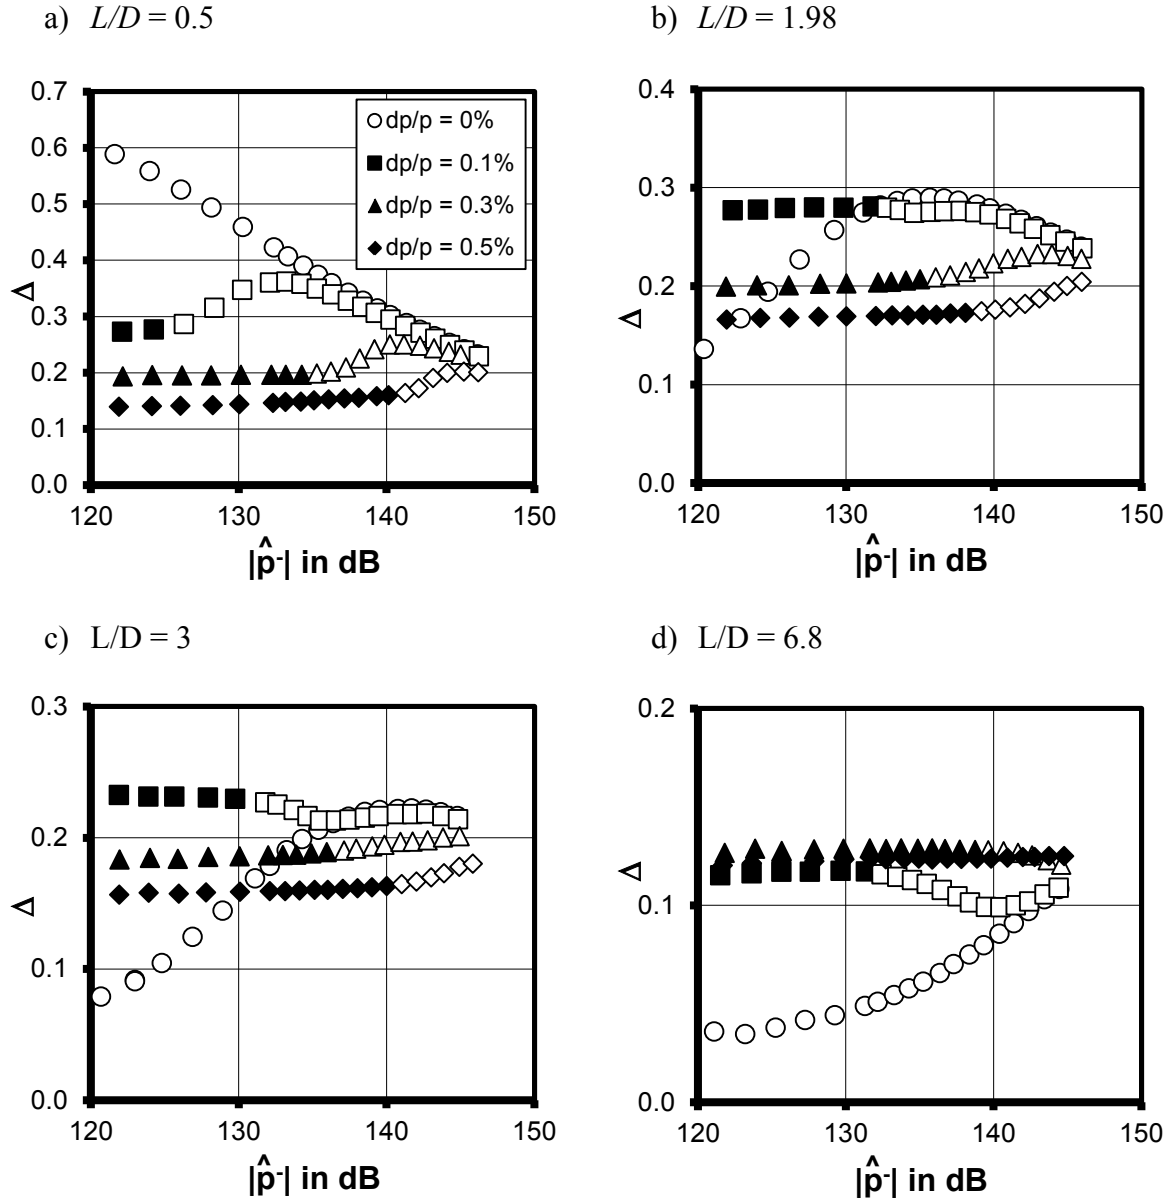 a) L/D = 0.5
0.7
0.6
0.5
0.4
0.3
0.2
0.1
0.0
Δ
dp/p = 0%
dp/p = 0.1%
dp/p = 0.3%
dp/p = 0.5%
120 130 140 150
|p̂⁻| in dB
b) L/D = 1.98
0.4
0.3
0.2
0.1
0.0
Δ
120 130 140 150
|p̂⁻| in dB
c) L/D = 3
0.3
0.2
0.1
0.0
Δ
120 130 140 150
|p̂⁻| in dB
d) L/D = 6.8
0.2
0.1
0.0
Δ
120 130 140 150
|p̂⁻| in dB